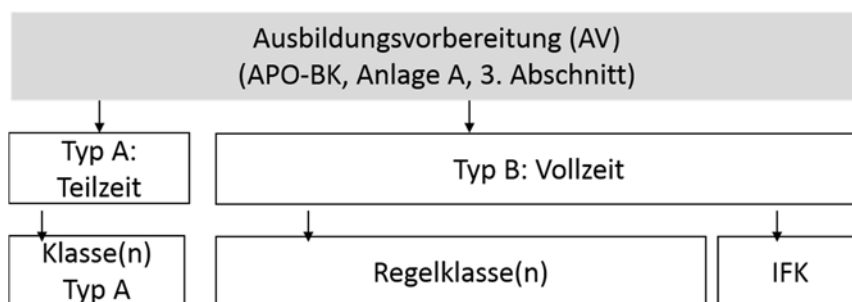 Ausbildungsvorbereitung (AV)
(APO-BK, Anlage A, 3. Abschnitt)
Typ A:
Teilzeit
Typ B: Vollzeit
Klasse(n)
Typ A
Regelklasse(n)
IFK